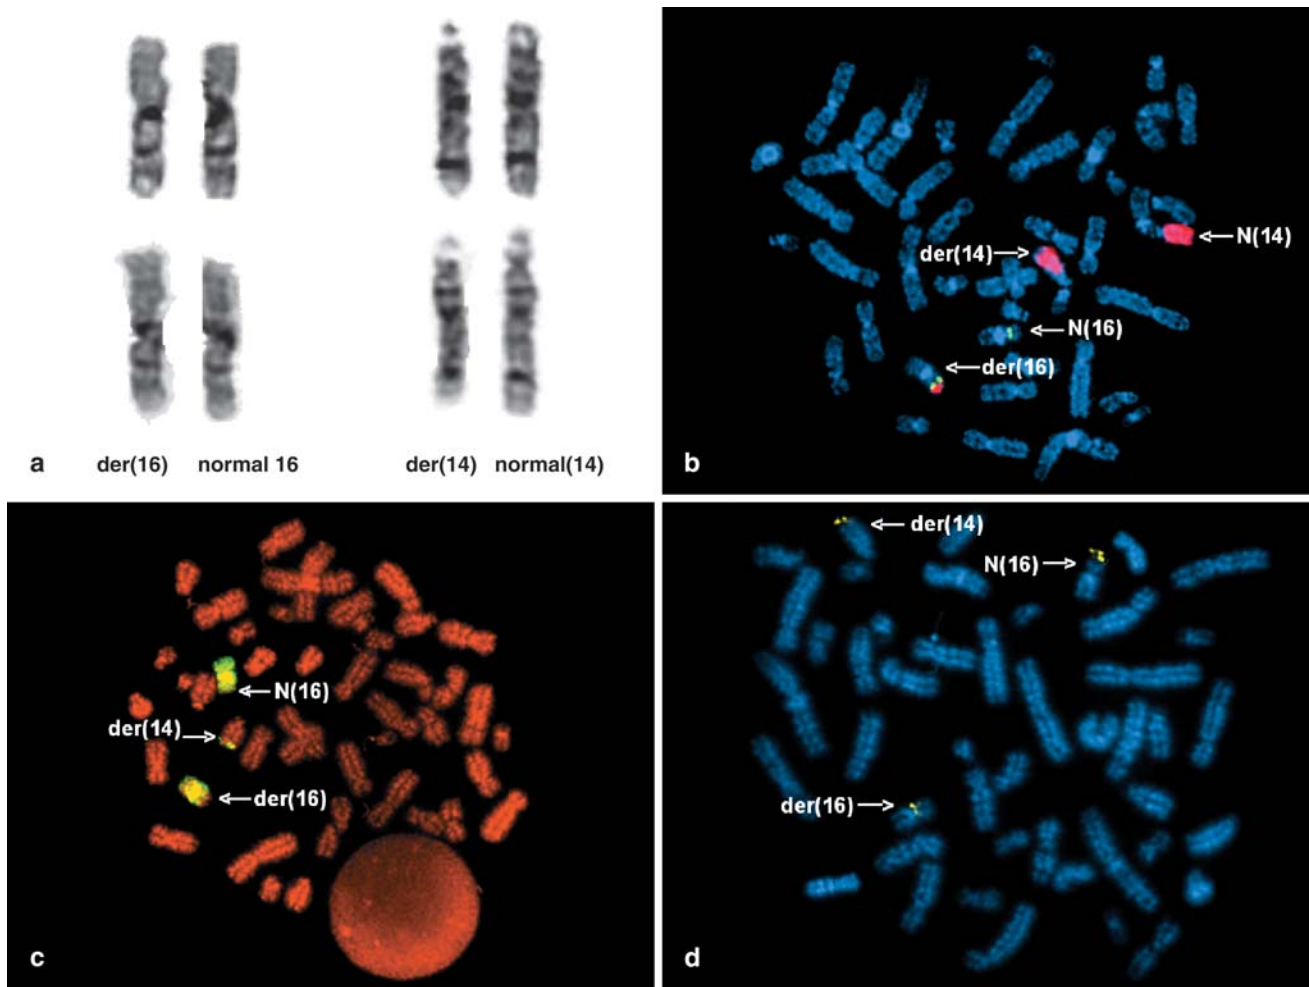 a
der(16)
normal 16
der(14)
normal(14)
der(14)
N(14)
N(16)
der(16)
b
N(16)
der(14)
der(16)
c
der(14)
N(16)
der(16)
d